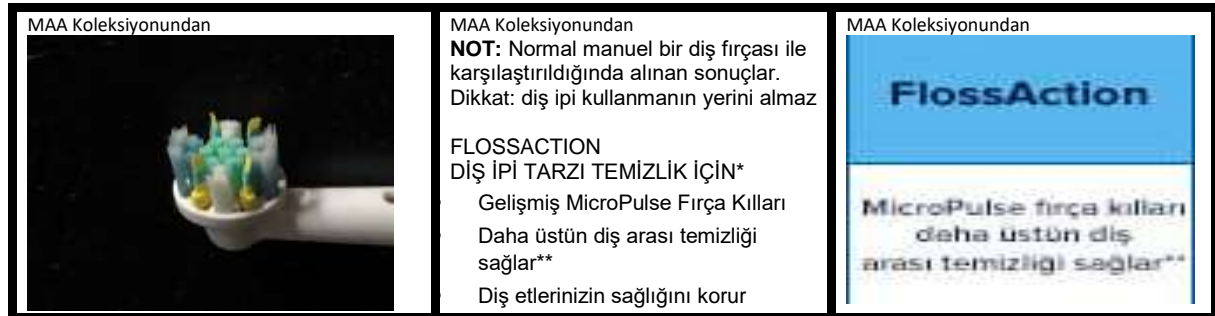 MAA Koleksiyonundan
MAA Koleksiyonundan
NOT: Normal manuel bir diş fırçası ile
karşılaştırıldığında alınan sonuçlar.
Dikkat: diş ipi kullanmanın yerini almaz
FLOSSACTION
DİŞ İPİ TARZI TEMİZLİK İÇİN*
Gelişmiş MicroPulse Fırça Kılları
Daha üstün diş arası temizliği
sağlar**
Diş etlerinizin sağlığını korur
MAA Koleksiyonundan
FlossAction
MicroPulse fırça kılları
daha üstün diş
arası temizliği sağlar**